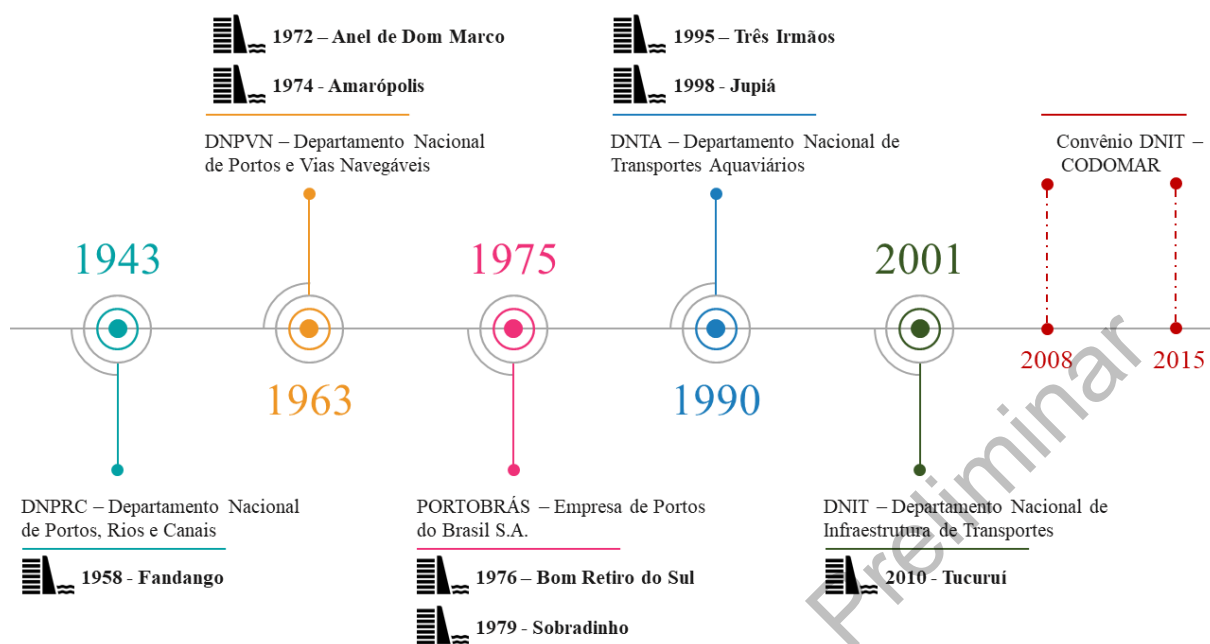 1972 – Anel de Dom Marco
1974 - Amarópolis
DNPVN – Departamento Nacional
de Portos e Vias Navegáveis
1995 – Três Irmãos
1998 - Jupiá
DNTA – Departamento Nacional de
Transportes Aquaviários
Convênio DNIT –
CODOMAR
1943
1963
1975
1990
2001
2008
2015
DNPRC – Departamento Nacional
de Portos, Rios e Canais
1958 - Fandango
PORTOBRÁS – Empresa de Portos
do Brasil S.A.
1976 – Bom Retiro do Sul
1979 - Sobradinho
DNIT – Departamento Nacional de
Infraestrutura de Transportes
2010 - Tucuruí
Preliminar